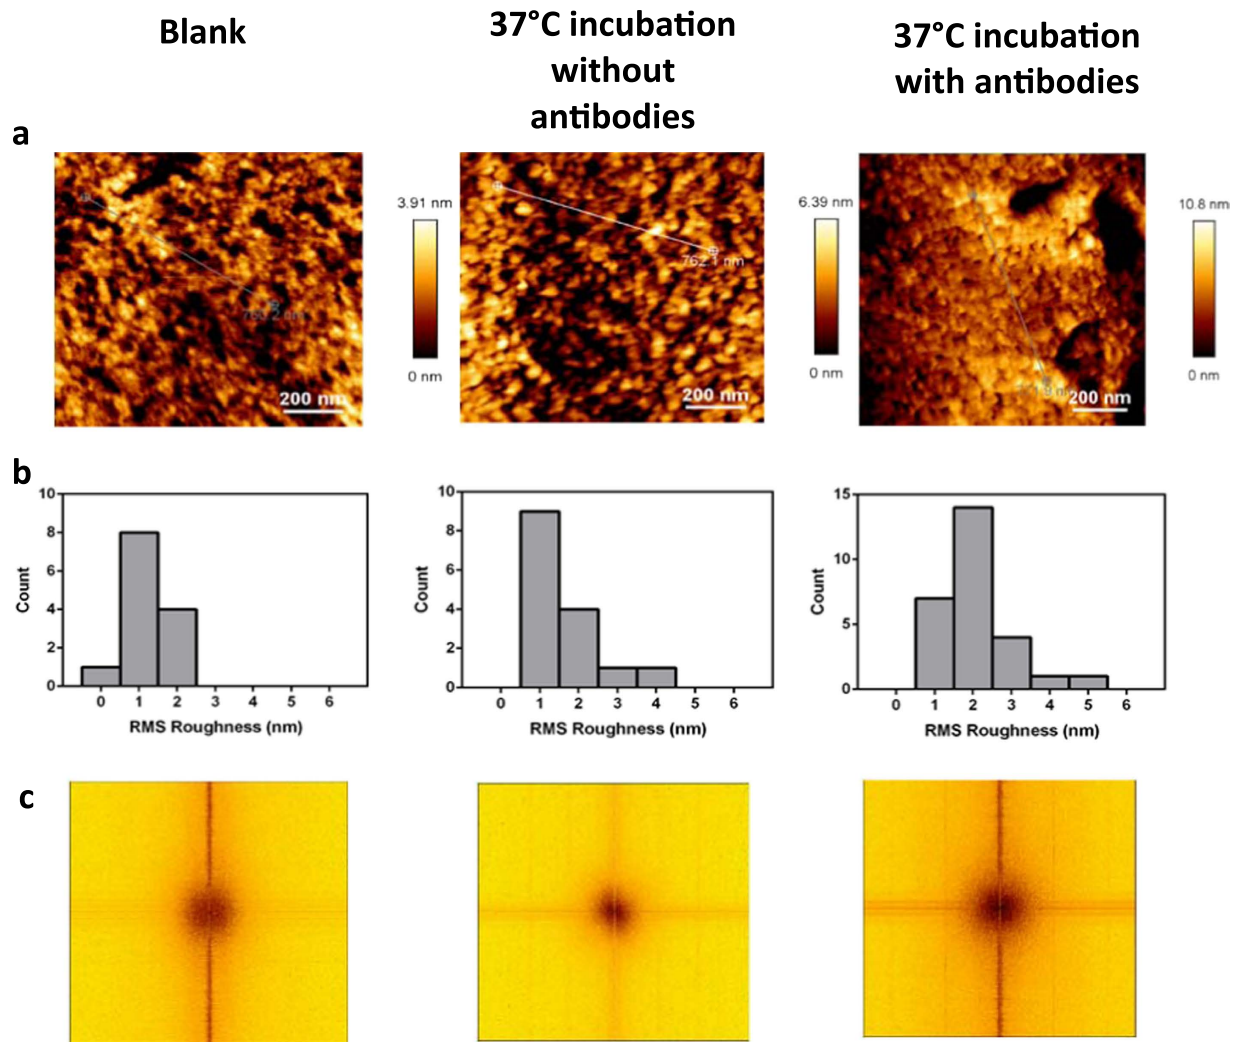 Blank
37°C incubation
without
antibodies
37°C incubation
with antibodies
a
3.91 nm
0 nm
200 nm
762.1 nm
6.39 nm
0 nm
200 nm
10.8 nm
0 nm
200 nm
b
10
8
6
4
2
0
Count
0 1 2 3 4 5 6
RMS Roughness (nm)
10
8
6
4
2
0
Count
0 1 2 3 4 5 6
RMS Roughness (nm)
15
10
5
0
Count
0 1 2 3 4 5 6
RMS Roughness (nm)
c